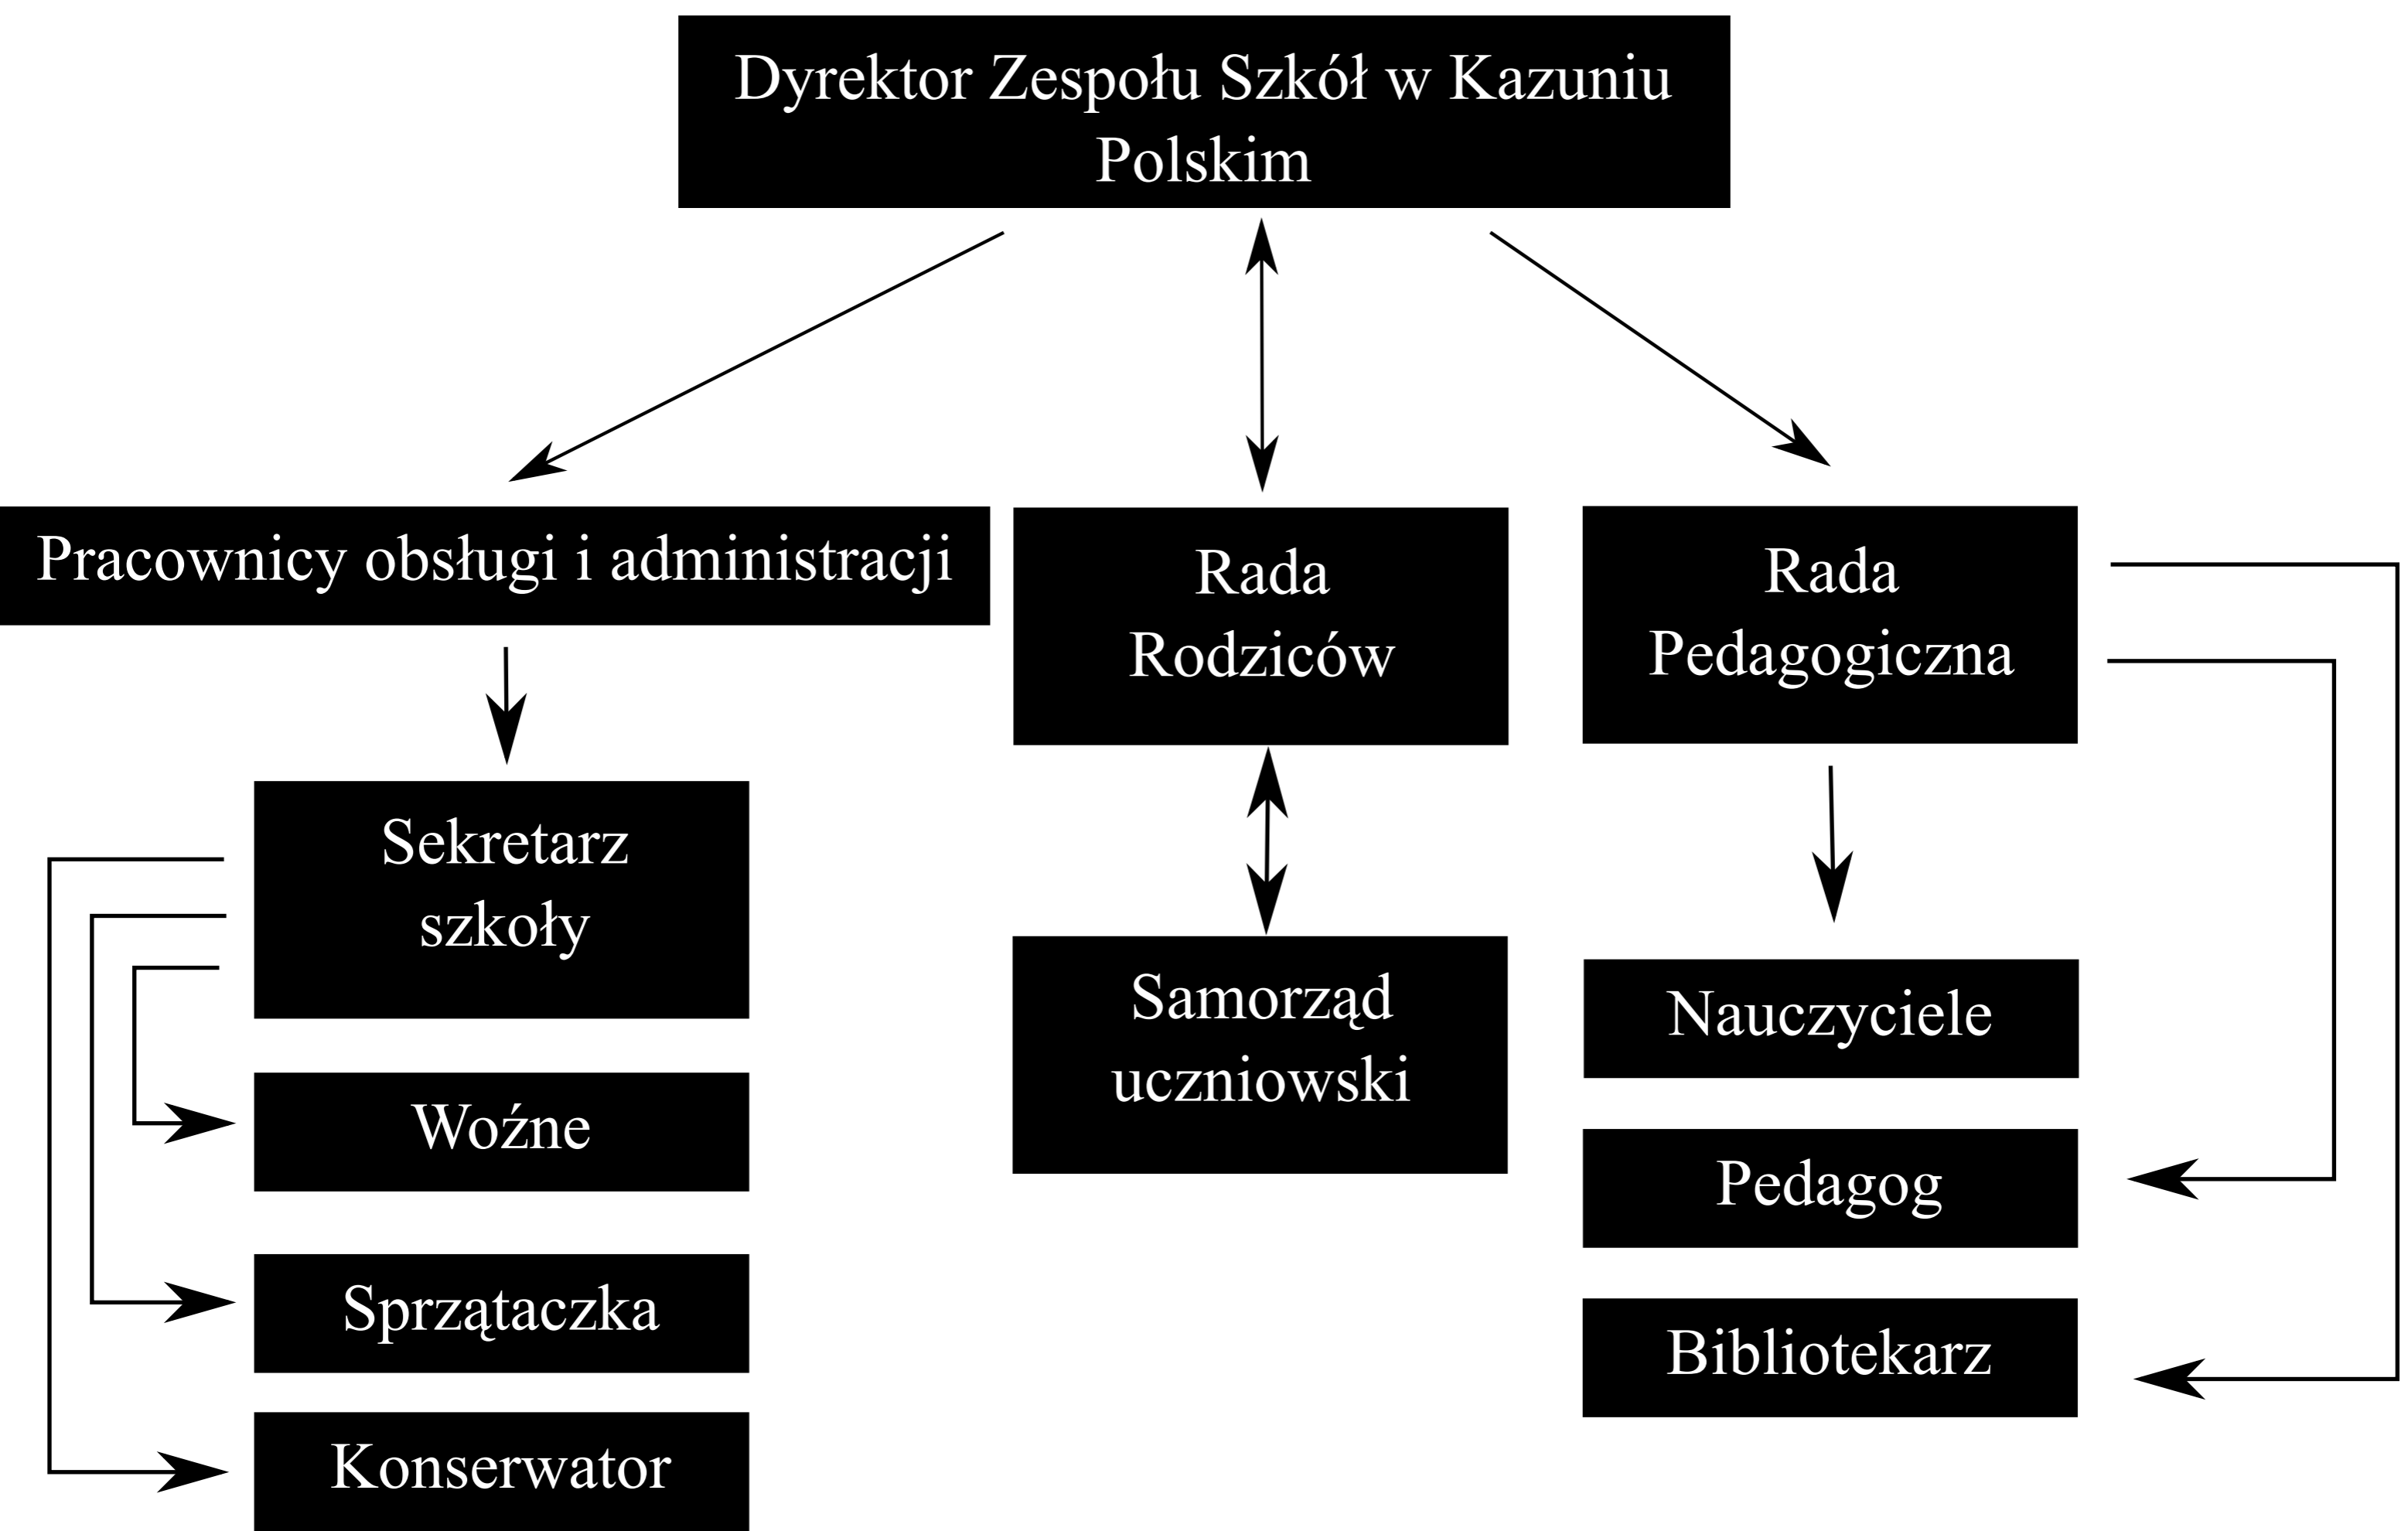 Dyrektor Zespołu Szkół w Kazuniu
Polskim
Pracownicy obsługi i administracji
Rada
Rodziców
Rada
Pedagogiczna
Sekretarz
szkoły
Samorząd
uczniowski
Nauczyciele
Woźne
Pedagog
Sprzątaczka
Bibliotekarz
Konserwator